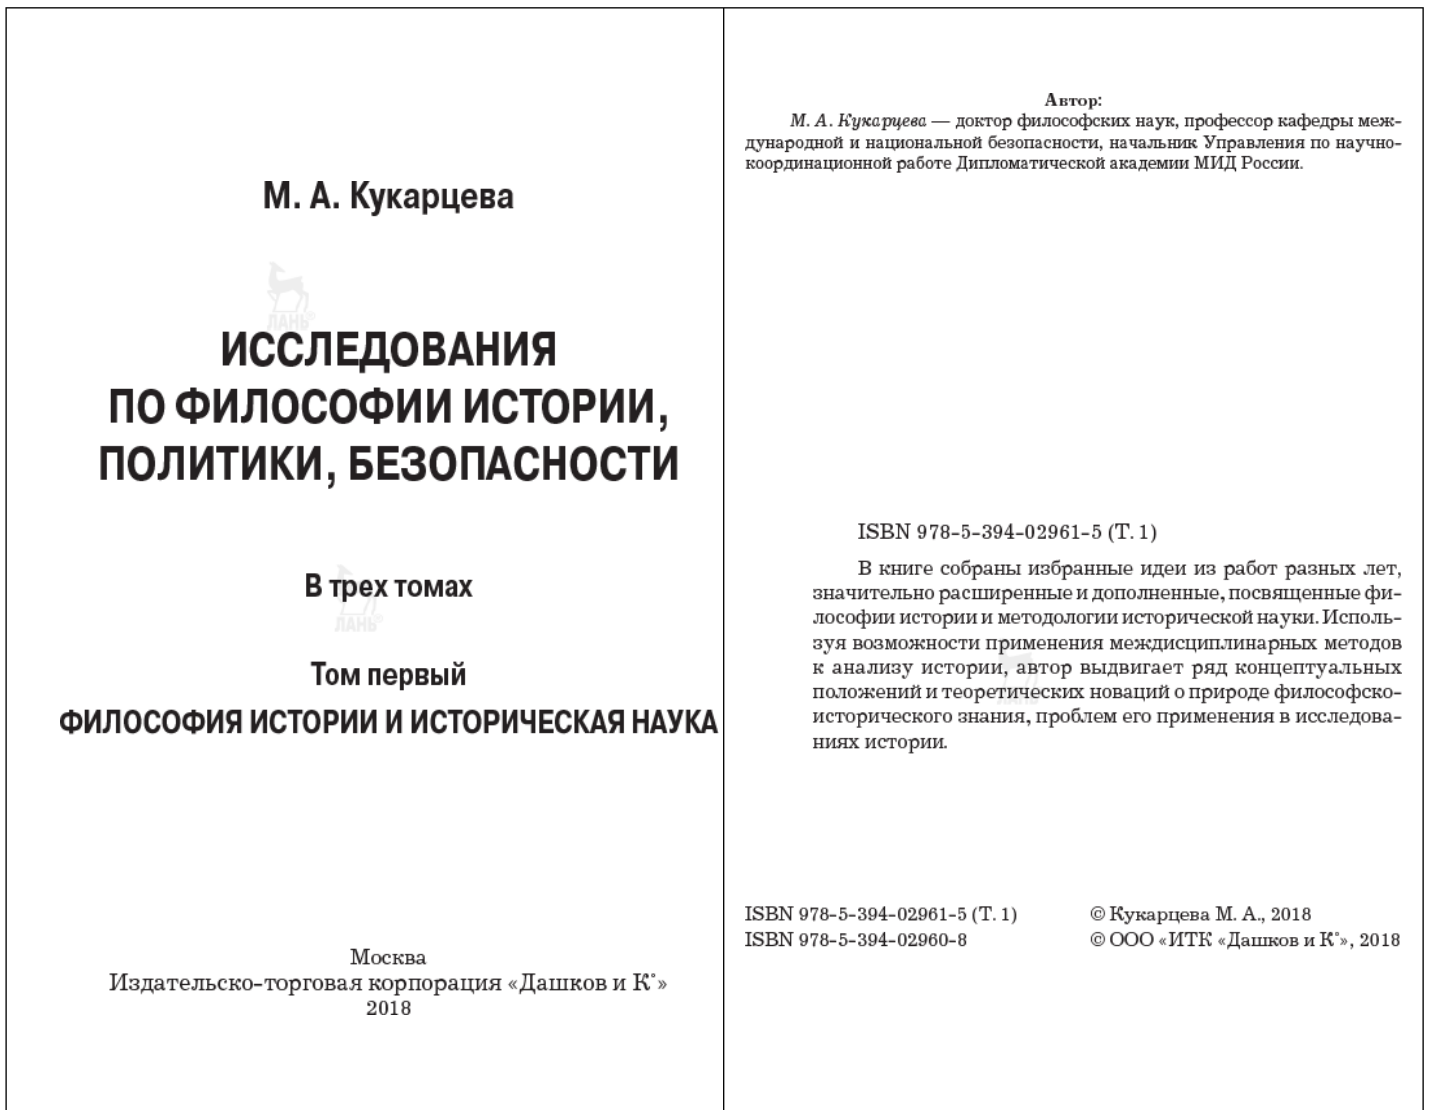 М. А. Кукарцева
ЛАНЬ®
ИССЛЕДОВАНИЯ
ПО ФИЛОСОФИИ ИСТОРИИ,
ПОЛИТИКИ, БЕЗОПАСНОСТИ
В трех томах
ЛАНЬ®
Том первый
ФИЛОСОФИЯ ИСТОРИИ И ИСТОРИЧЕСКАЯ НАУКА
Москва
Издательско-торговая корпорация «Дашков и К°»
2018
Автор:
М. А. Кукарцева — доктор философских наук, профессор кафедры меж-
дународной и национальной безопасности, начальник Управления по научно-
координационной работе Дипломатической академии МИД России.
ISBN 978-5-394-02961-5 (Т. 1)
В книге собраны избранные идеи из работ разных лет,
значительно расширенные и дополненные, посвященные фи-
лософии истории и методологии исторической науки. Исполь-
зуя возможности применения междисциплинарных методов
к анализу истории, автор выдвигает ряд концептуальных
положений и теоретических новаций о природе философско-
ЛАНЬ
исторического знания, проблем его применения в исследова-
ниях истории.
ISBN 978-5-394-02961-5 (Т. 1)
ISBN 978-5-394-02960-8
© Кукарцева М. А., 2018
© ООО «ИТК «Дашков и К°», 2018